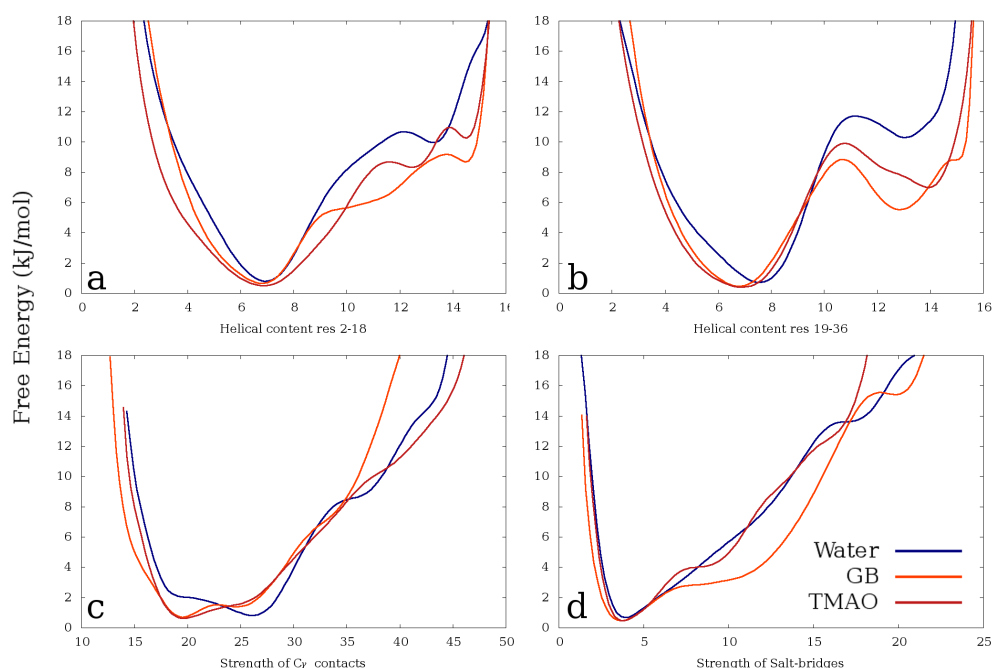 Free Energy (kJ/mol)
18
16
14
12
10
8
6
4
2
0
a
0 2 4 6 8 10 12 14 16
Helical content res 2-18
18
16
14
12
10
8
6
4
2
0
b
0 2 4 6 8 10 12 14 16
Helical content res 19-36
18
16
14
12
10
8
6
4
2
0
c
10 15 20 25 30 35 40 45 50
Strength of Cγ contacts
18
16
14
12
10
8
6
4
2
0
d
Water
GB
TMAO
0 5 10 15 20 25
Strength of Salt-bridges